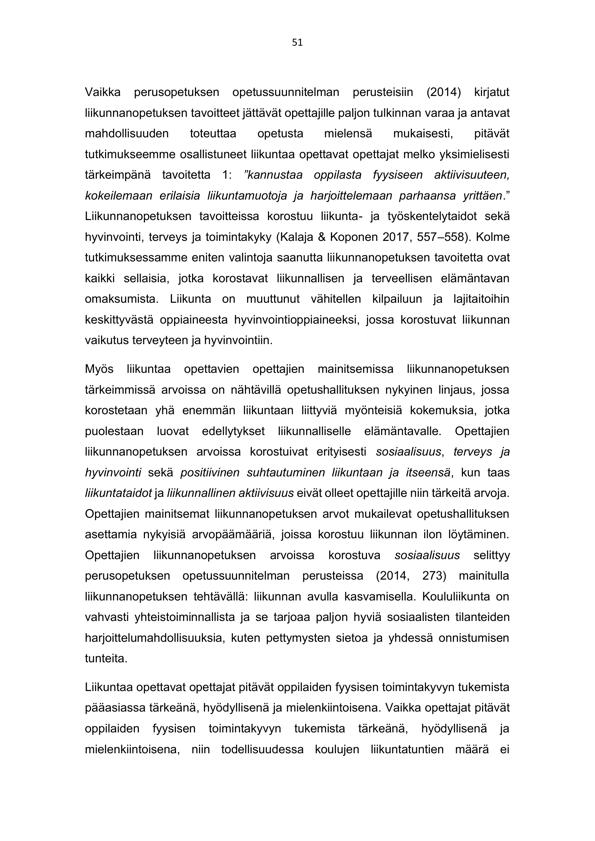 51
Vaikka perusopetuksen opetussuunnitelman perusteisiin (2014) kirjatut
liikunnanopetuksen tavoitteet jättävät opettajille paljon tulkinnan varaa ja antavat
mahdollisuuden toteuttaa opetusta mielensä mukaisesti, pitävät
tutkimukseemme osallistuneet liikuntaa opettavat opettajat melko yksimielisesti
tärkeimpänä tavoitetta 1: ”kannustaa oppilasta fyysiseen aktiivisuuteen,
kokeilemaan erilaisia liikuntamuotoja ja harjoittelemaan parhaansa yrittäen.”
Liikunnanopetuksen tavoitteissa korostuu liikunta- ja työskentelytaidot sekä
hyvinvointi, terveys ja toimintakyky (Kalaja & Koponen 2017, 557–558). Kolme
tutkimuksessamme eniten valintoja saanutta liikunnanopetuksen tavoitetta ovat
kaikki sellaisia, jotka korostavat liikunnallisen ja terveellisen elämäntavan
omaksumista. Liikunta on muuttunut vähitellen kilpailuun ja lajitaitoihin
keskittyvästä oppiaineesta hyvinvointioppiaineeksi, jossa korostuvat liikunnan
vaikutus terveyteen ja hyvinvointiin.
Myös liikuntaa opettavien opettajien mainitsemissa liikunnanopetuksen
tärkeimmissä arvoissa on nähtävillä opetushallituksen nykyinen linjaus, jossa
korostetaan yhä enemmän liikuntaan liittyviä myönteisiä kokemuksia, jotka
puolestaan luovat edellytykset liikunnalliselle elämäntavalle. Opettajien
liikunnanopetuksen arvoissa korostuivat erityisesti sosiaalisuus, terveys ja
hyvinvointi sekä positiivinen suhtautuminen liikuntaan ja itseensä, kun taas
liikuntataidot ja liikunnallinen aktiivisuus eivät olleet opettajille niin tärkeitä arvoja.
Opettajien mainitsemat liikunnanopetuksen arvot mukailevat opetushallituksen
asettamia nykyisiä arvopäämääriä, joissa korostuu liikunnan ilon löytäminen.
Opettajien liikunnanopetuksen arvoissa korostuva sosiaalisuus selittyy
perusopetuksen opetussuunnitelman perusteissa (2014, 273) mainitulla
liikunnanopetuksen tehtävällä: liikunnan avulla kasvamisella. Koululiikunta on
vahvasti yhteistoiminnallista ja se tarjoaa paljon hyviä sosiaalisten tilanteiden
harjoittelumahdollisuuksia, kuten pettymysten sietoa ja yhdessä onnistumisen
tunteita.
Liikuntaa opettavat opettajat pitävät oppilaiden fyysisen toimintakyvyn tukemista
pääasiassa tärkeänä, hyödyllisenä ja mielenkiintoisena. Vaikka opettajat pitävät
oppilaiden fyysisen toimintakyvyn tukemista tärkeänä, hyödyllisenä ja
mielenkiintoisena, niin todellisuudessa koulujen liikuntatuntien määrä ei